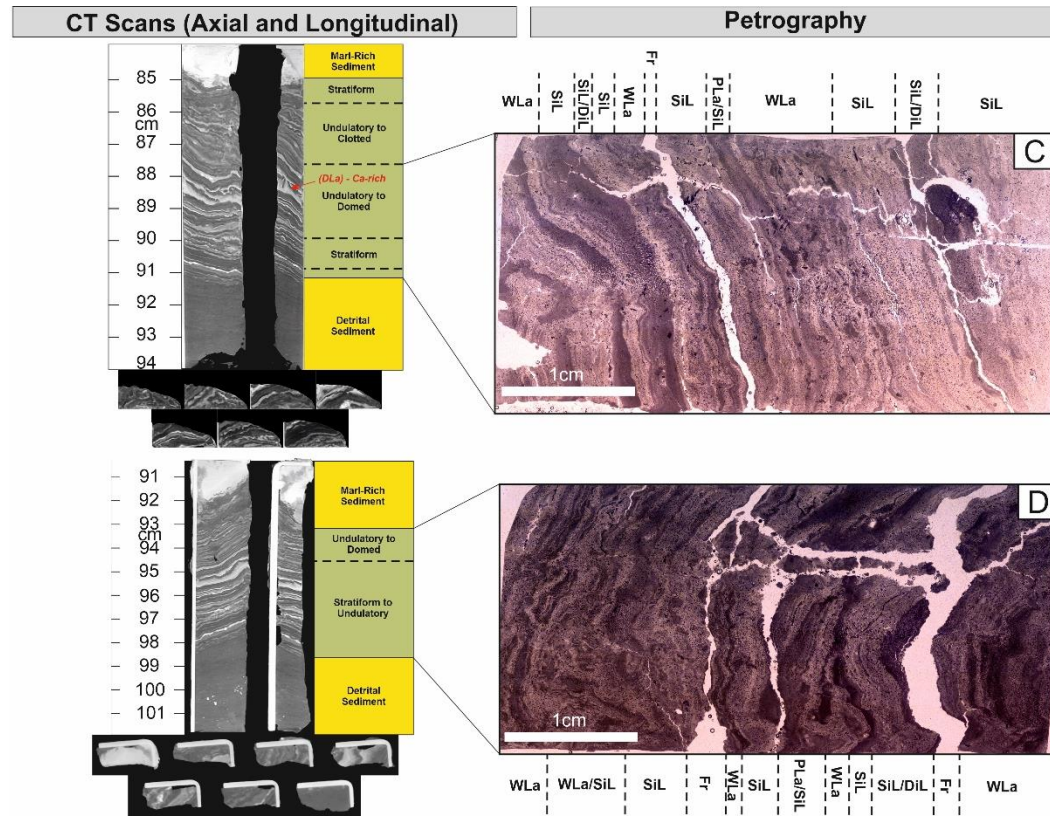 CT Scans (Axial and Longitudinal)
Petrography
85
86
cm
87
88
89
90
91
92
93
94
Marl-Rich
Sediment
Stratiform
Undulatory to
Clotted
(DLa) - Ca-rich
Undulatory to
Domed
Stratiform
Detrital
Sediment
WLa
SiL
SiL/DiL
SiL
WLa
Fr
SiL
PLa/SiL
WLa
SiL
SiL/DiL
SiL
C
1cm
91
92
93
cm
94
95
96
97
98
99
100
101
Marl-Rich
Sediment
Undulatory to
Domed
Stratiform to
Undulatory
Detrital
Sediment
D
1cm
WLa
WLa/SiL
SiL
Fr
WLa
SiL
PLa/SiL
WLa
SiL
SiL/DiL
Fr
WLa